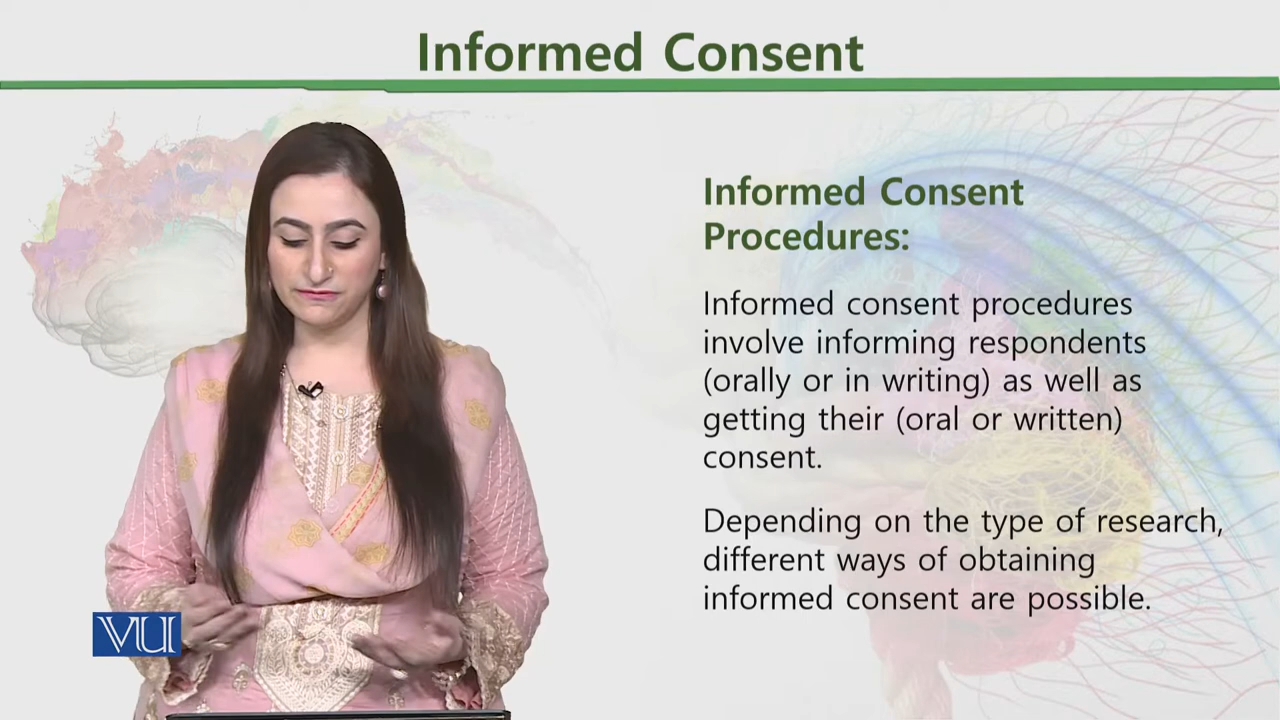 Informed Consent
Informed Consent
Procedures:
Informed consent procedures
involve informing respondents
(orally or in writing) as well as
getting their (oral or written)
consent.
Depending on the type of research,
different ways of obtaining
informed consent are possible.
VU